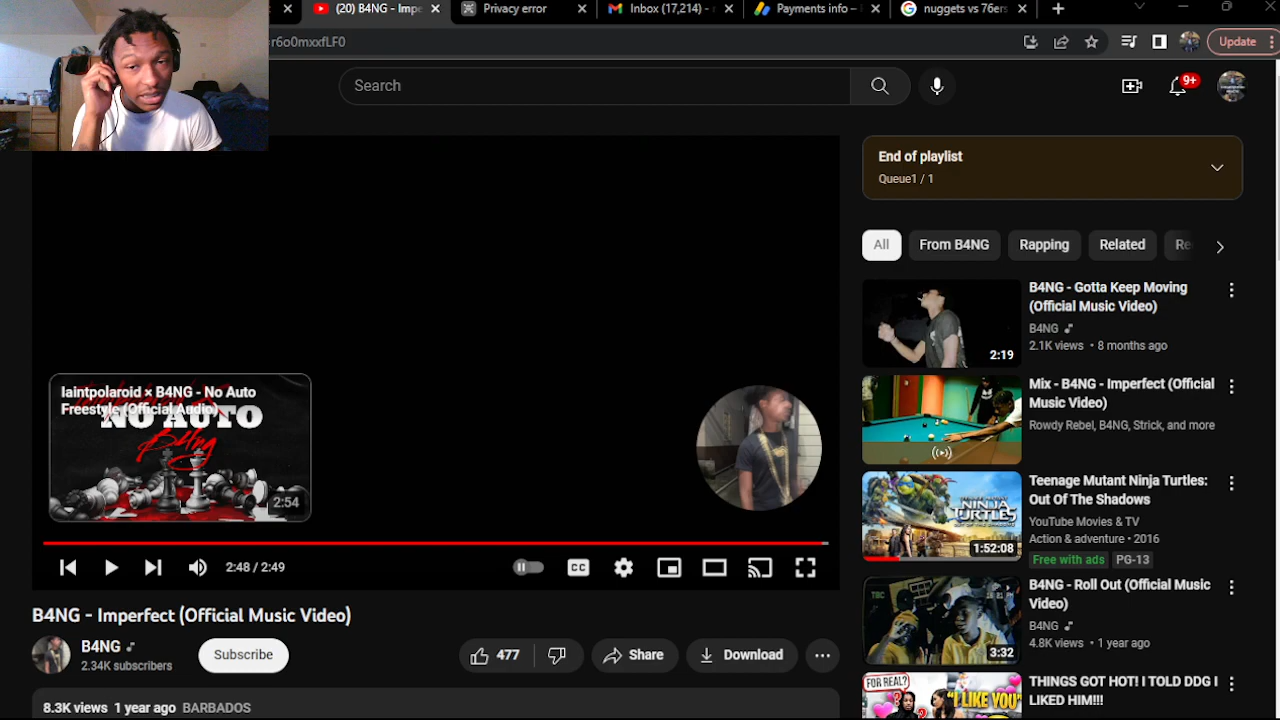 (20) B4NG - Impe
Privacy error
Inbox (17,214) -
Payments info –
nuggets vs 76ers
r6o0mxxfLF0
Update
Search
9+
End of playlist
Queue1 / 1
All
From B4NG
Rapping
Related
Re
B4NG - Gotta Keep Moving
(Official Music Video)
B4NG
2.1K views • 8 months ago
2:19
Mix - B4NG - Imperfect (Official
Music Video)
Rowdy Rebel, B4NG, Strick, and more
Teenage Mutant Ninja Turtles:
Out Of The Shadows
YouTube Movies & TV
Action & adventure • 2016
Free with ads PG-13
NINJA
TURTLES
1:52:08
B4NG - Roll Out (Official Music
Video)
B4NG
4.8K views • 1 year ago
3:32
THINGS GOT HOT! I TOLD DDG I
LIKED HIM!!!
FOR REAL?
"I LIKE YOU"
Iaintpolaroid × B4NG - No Auto
Freestyle (Official Audio)
NO AUTO
B4ng
2:54
2:48 / 2:49
CC
B4NG - Imperfect (Official Music Video)
B4NG
2.34K subscribers
Subscribe
477
Share
Download
8.3K views 1 year ago BARBADOS